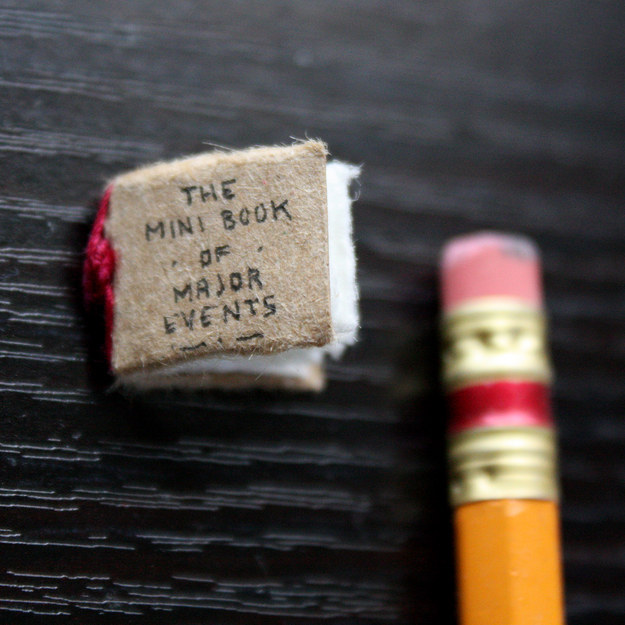 THE
MINI BOOK
· OF ·
MAJOR
EVENTS